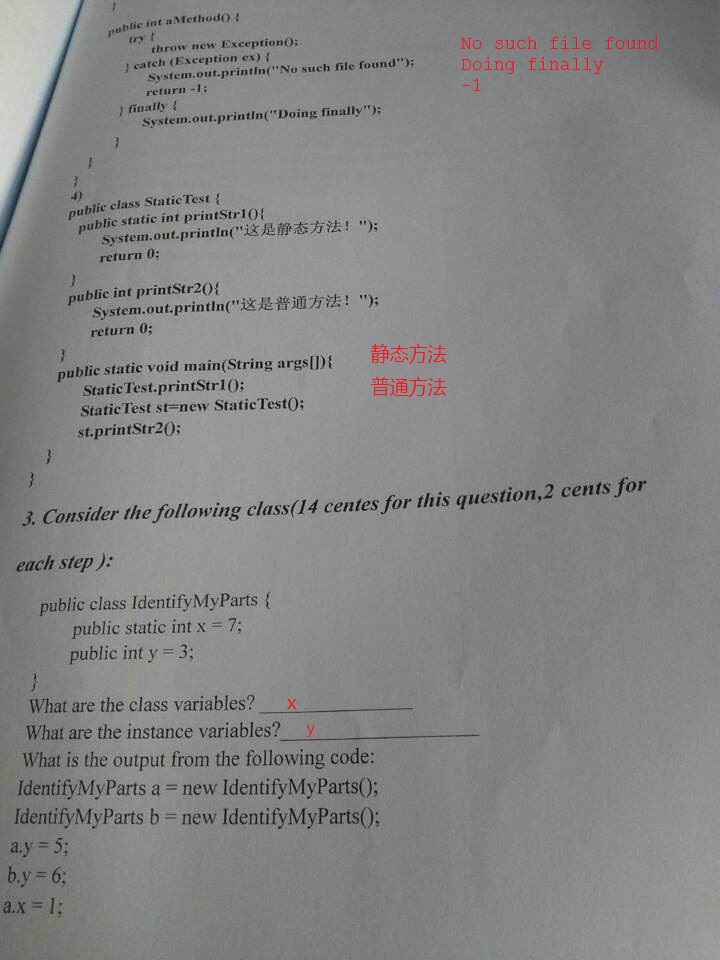 }
public int aMethod() {
try {
throw new Exception();
} catch (Exception ex) {
System.out.println("No such file found");
return -1;
} finally {
System.out.println("Doing finally");
}
}
}
No such file found
Doing finally
-1
4)
public class StaticTest {
public static int printStr1(){
System.out.println("这是静态方法！");
return 0;
}
public int printStr2(){
System.out.println("这是普通方法！");
return 0;
}
public static void main(String args[]){
StaticTest.printStr1();
StaticTest st=new StaticTest();
st.printStr2();
}
}
静态方法
普通方法
3. Consider the following class(14 centes for this question,2 cents for
each step ):
public class IdentifyMyParts {
public static int x = 7;
public int y = 3;
}
What are the class variables? x
What are the instance variables? y
What is the output from the following code:
IdentifyMyParts a = new IdentifyMyParts();
IdentifyMyParts b = new IdentifyMyParts();
a.y = 5;
b.y = 6;
a.x = 1;